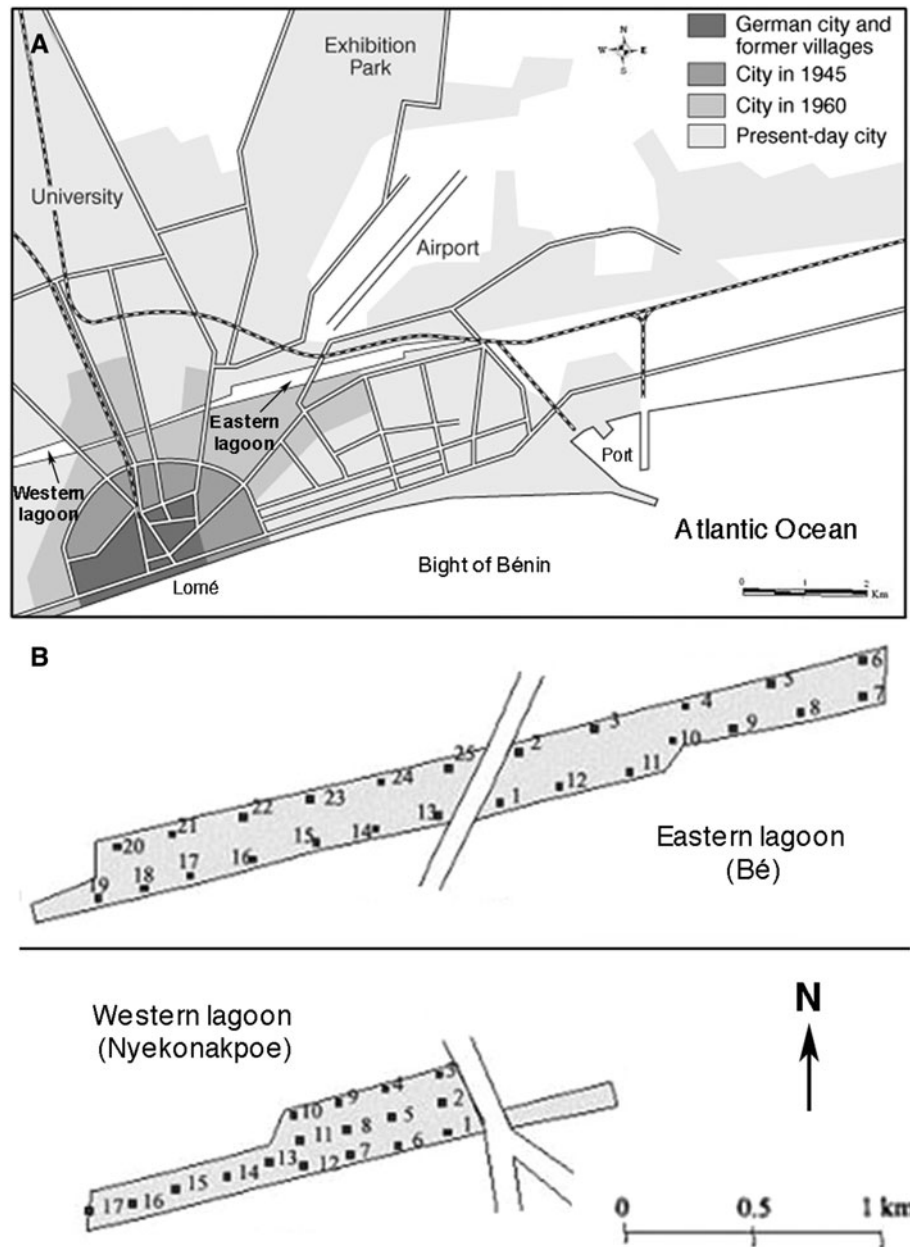 A
German city and
former villages
City in 1945
City in 1960
Present-day city
N
W E
S
Exhibition
Park
University
Airport
Eastern
lagoon
Western
lagoon
Port
Lomé
Bight of Bénin
Atlantic Ocean
0 1 2
Km
B
6
5
4
7
3
8
9
2
10
25
11
24
12
23
1
22
13
21
14
20
15
16
17
18
19
Eastern lagoon
(Bé)
Western lagoon
(Nyekonakpoe)
N
3
4
9
2
10
5
8
1
11
6
7
12
13
14
15
16
17
0 0.5 1 km